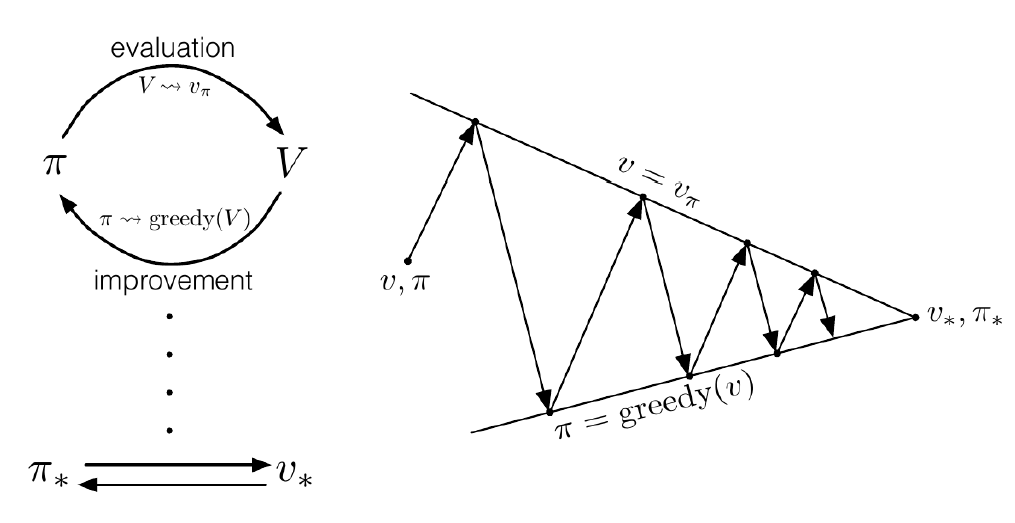 evaluation
V ⇝ v_π
π V
π ⇝ greedy(V)
improvement
π_* v_*
v, π
v = v_π
π = greedy(v)
v_*, π_*